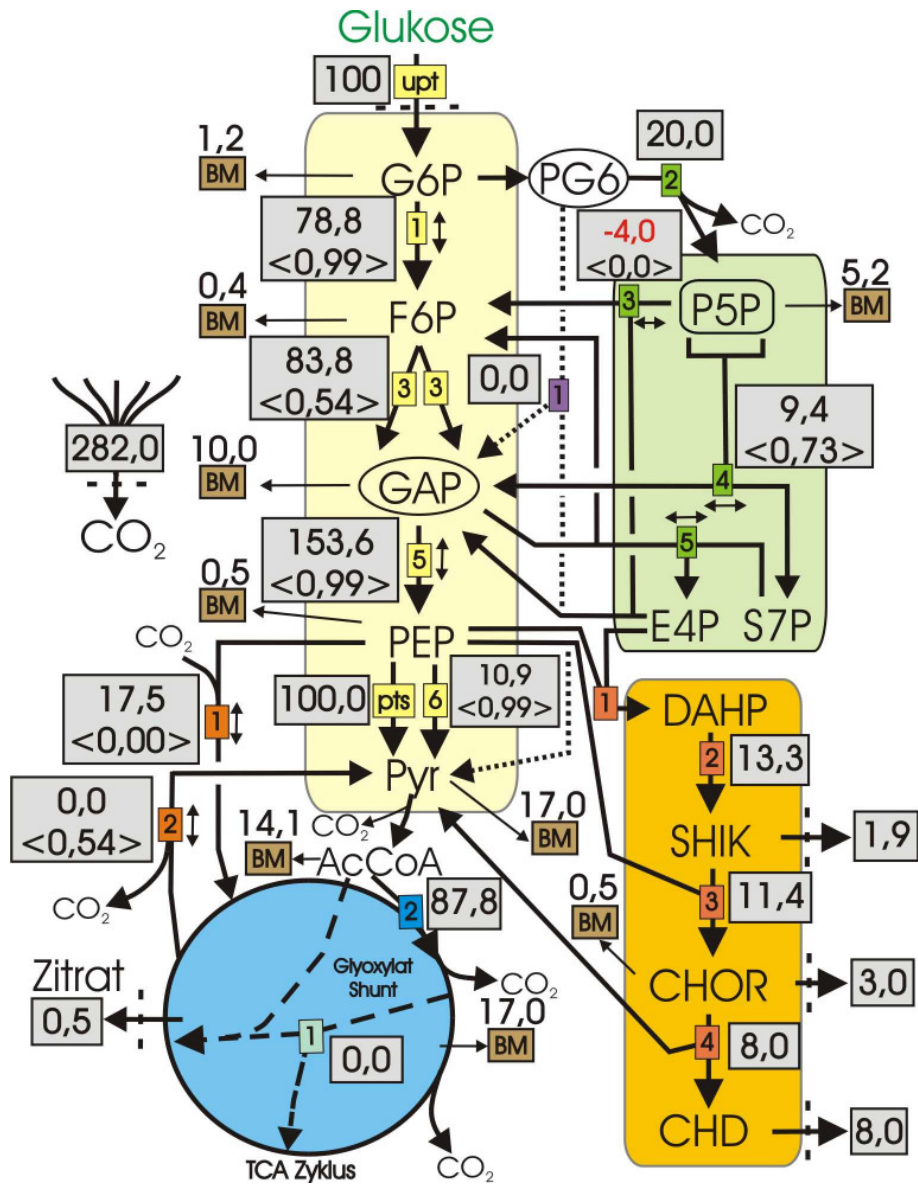 Glukose
100
upt
1,2
BM
G6P
PG6
20,0
2
CO2
78,8
<0,99>
1
-4,0
<0,0>
0,4
BM
F6P
3
P5P
5,2
BM
83,8
<0,54>
3
3
0,0
1
9,4
<0,73>
282,0
CO2
10,0
BM
GAP
4
153,6
<0,99>
5
5
0,5
BM
PEP
E4P
S7P
CO2
17,5
<0,00>
1
100,0
pts
6
10,9
<0,99>
1
DAHP
2
13,3
Pyr
0,0
<0,54>
2
CO2
14,1
BM
CO2
AcCoA
17,0
BM
SHIK
1,9
2
87,8
0,5
BM
3
11,4
Zitrat
0,5
Glyoxylat
Shunt
CO2
CHOR
3,0
1
0,0
17,0
BM
4
8,0
CHD
8,0
TCA Zyklus
CO2